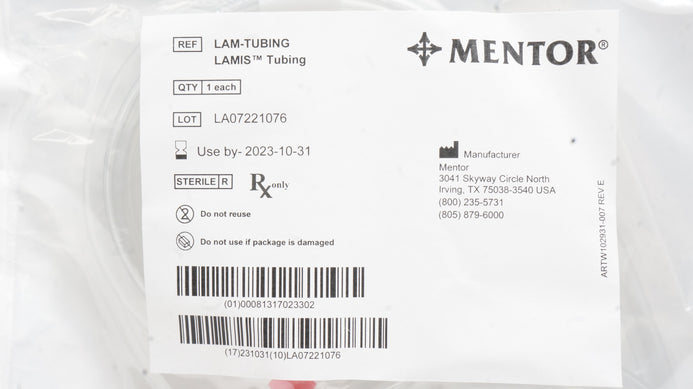 REF LAM-TUBING
LAMIS™ Tubing
MENTOR®
QTY 1 each
LOT LA07221076
Use by- 2023-10-31
STERILE R Rx only
Do not reuse
Do not use if package is damaged
Manufacturer
Mentor
3041 Skyway Circle North
Irving, TX 75038-3540 USA
(800) 235-5731
(805) 879-6000
ARTW102931-007 REV E
(01)00081317023302
(17)231031(10)LA07221076